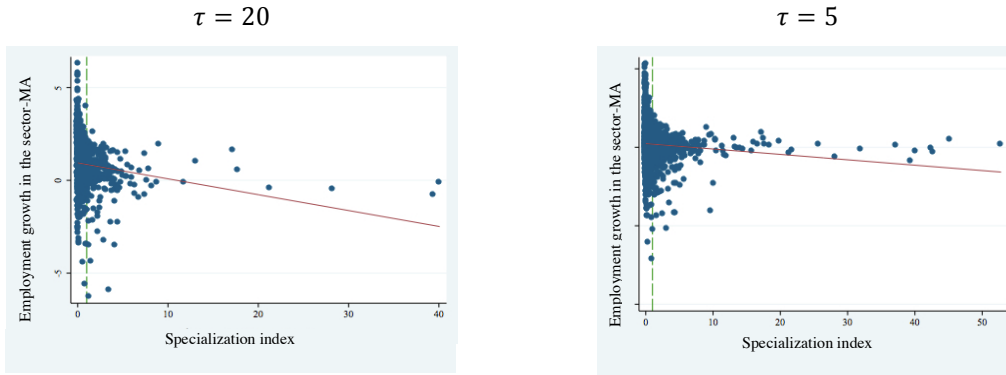 τ = 20
Employment growth in the sector-MA
5
0
-5
0 10 20 30 40
Specialization index
τ = 5
Employment growth in the sector-MA
0 10 20 30 40 50
Specialization index